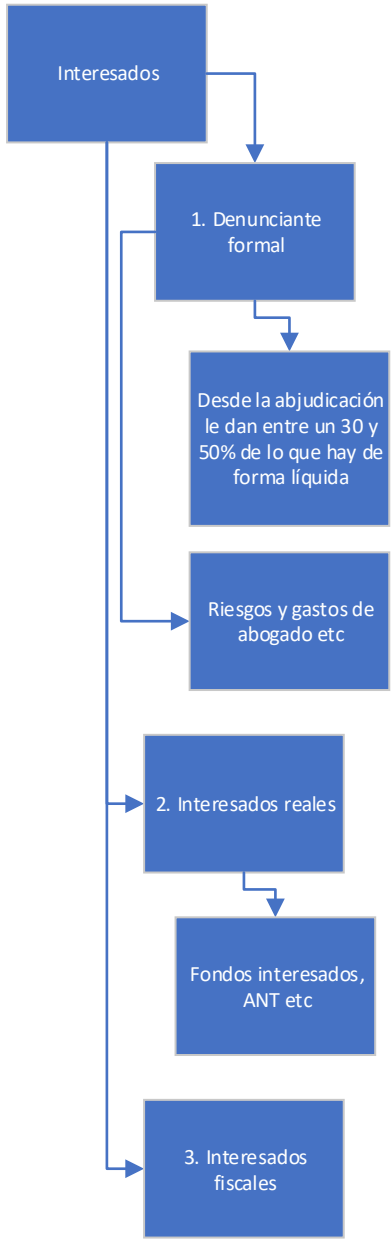 Interesados
1. Denunciante
formal
Desde la abjudicación
le dan entre un 30 y
50% de lo que hay de
forma líquida
Riesgos y gastos de
abogado etc
2. Interesados reales
Fondos interesados,
ANT etc
3. Interesados
fiscales